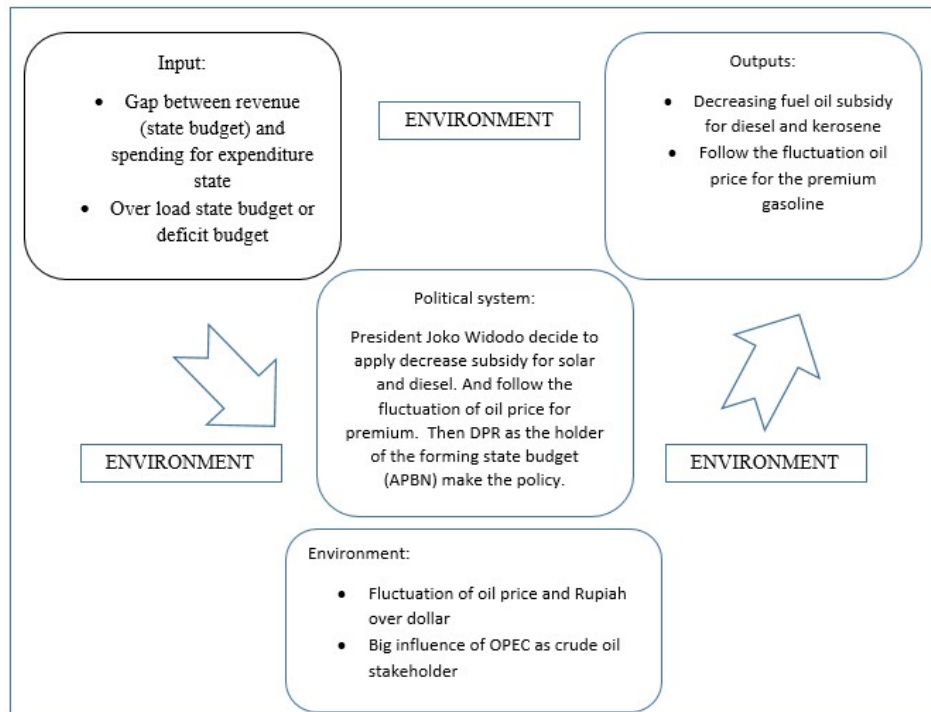 Input:
• Gap between revenue
(state budget) and
spending for expenditure
state
• Over load state budget or
deficit budget
ENVIRONMENT
Outputs:
• Decreasing fuel oil subsidy
for diesel and kerosene
• Follow the fluctuation oil
price for the premium
gasoline
Political system:
President Joko Widodo decide to
apply decrease subsidy for solar
and diesel. And follow the
fluctuation of oil price for
premium. Then DPR as the holder
of the forming state budget
(APBN) make the policy.
ENVIRONMENT
ENVIRONMENT
Environment:
• Fluctuation of oil price and Rupiah
over dollar
• Big influence of OPEC as crude oil
stakeholder